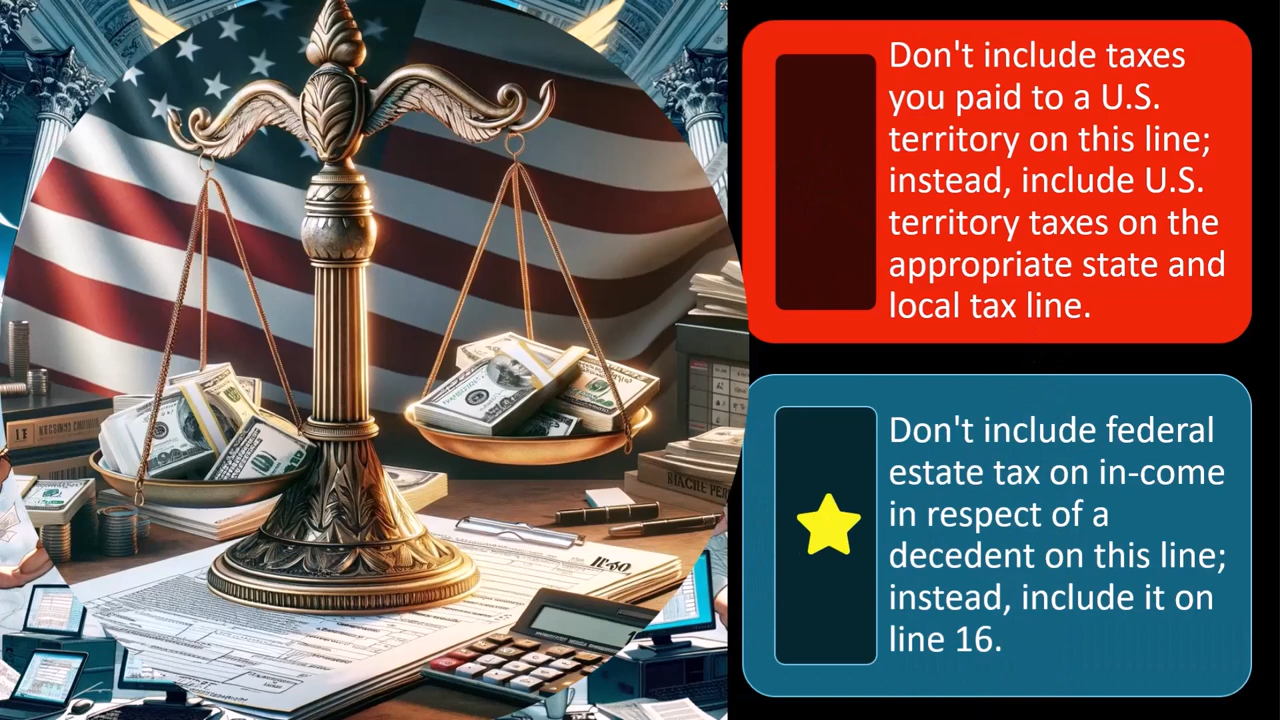 Don't include taxes
you paid to a U.S.
territory on this line;
instead, include U.S.
territory taxes on the
appropriate state and
local tax line.
Don't include federal
estate tax on in-come
in respect of a
decedent on this line;
instead, include it on
line 16.